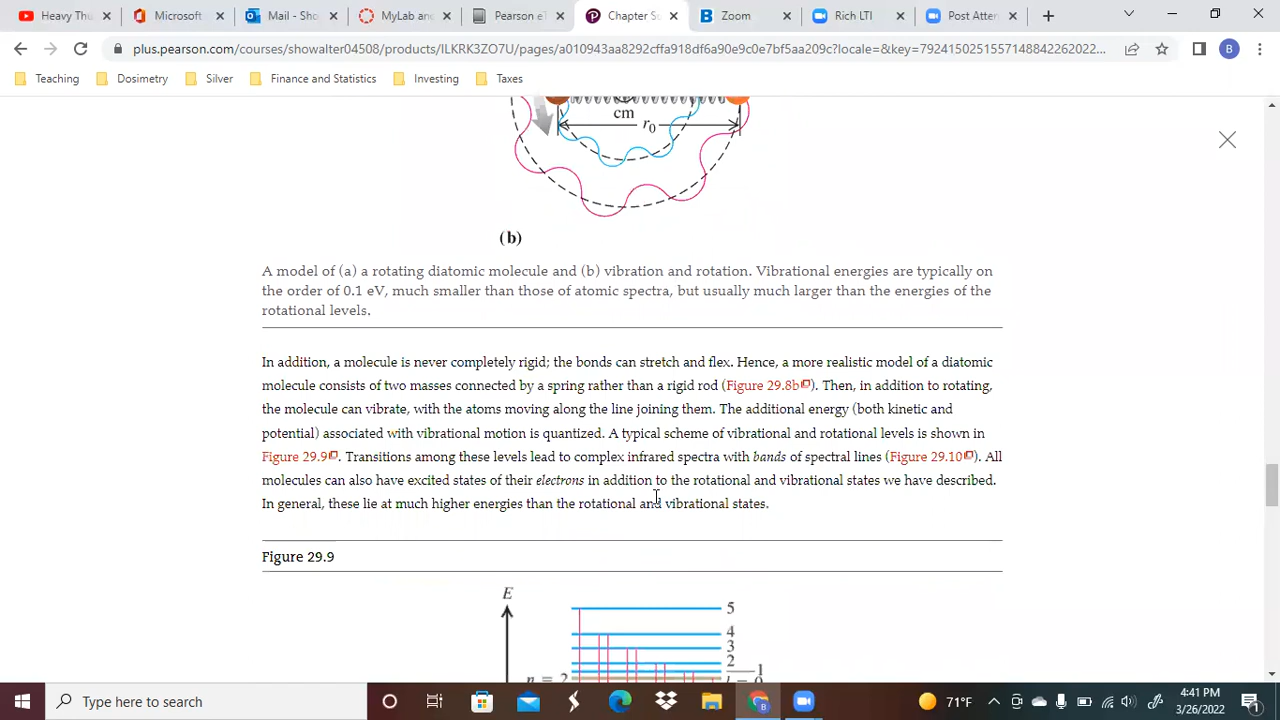 Heavy Thu
Microsoft
Mail - Sho
MyLab and
Pearson eT
Chapter Su
Zoom
Rich LTI
Post Atten
plus.pearson.com/courses/showalter04508/products/ILKRK3ZO7U/pages/a010943aa8292cffa918df6a90e9c0e7bf5aa209c?locale=&key=79241502515571488422620​22...
Teaching
Dosimetry
Silver
Finance and Statistics
Investing
Taxes
cm
r0
(b)
A model of (a) a rotating diatomic molecule and (b) vibration and rotation. Vibrational energies are typically on
the order of 0.1 eV, much smaller than those of atomic spectra, but usually much larger than the energies of the
rotational levels.
In addition, a molecule is never completely rigid; the bonds can stretch and flex. Hence, a more realistic model of a diatomic
molecule consists of two masses connected by a spring rather than a rigid rod (Figure 29.8b). Then, in addition to rotating,
the molecule can vibrate, with the atoms moving along the line joining them. The additional energy (both kinetic and
potential) associated with vibrational motion is quantized. A typical scheme of vibrational and rotational levels is shown in
Figure 29.9. Transitions among these levels lead to complex infrared spectra with bands of spectral lines (Figure 29.10). All
molecules can also have excited states of their electrons in addition to the rotational and vibrational states we have described.
In general, these lie at much higher energies than the rotational and vibrational states.
Figure 29.9
E
5
4
3
2
1
n = 2
Type here to search
71°F
4:41 PM
3/26/2022